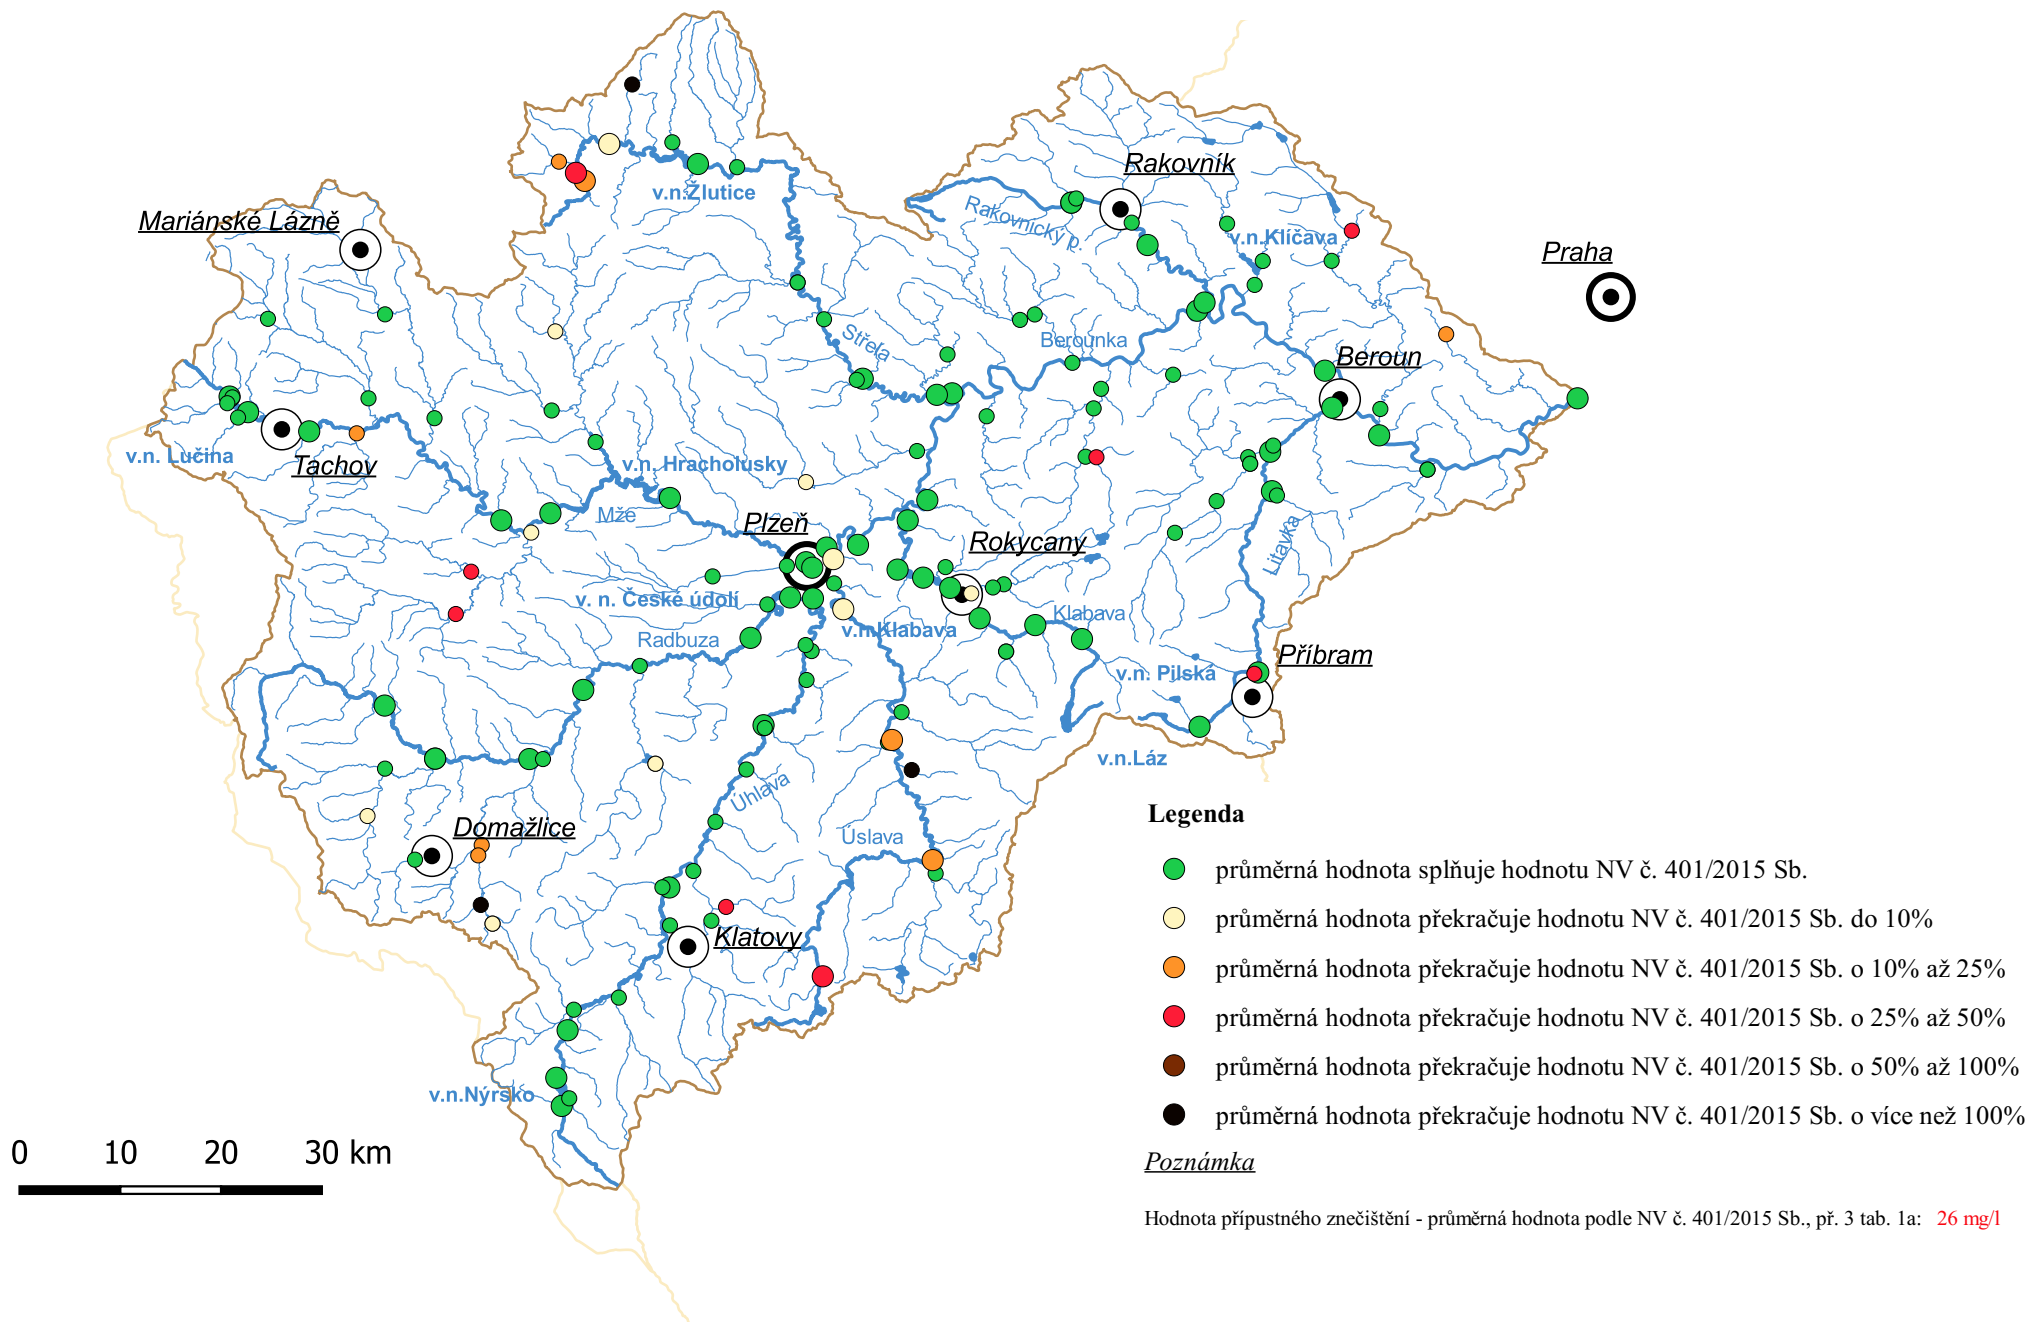 Rakovník
v.n.Žlutice
Mariánské Lázně
Rakovnický p.
v.n.Klíčava
Praha
Střela
Berounka
Beroun
v.n. Lučina
Tachov
v.n. Hracholusky
Mže
Plzeň
Rokycany
Litavka
v. n. České údolí
Radbuza
v.n.Klabava
Klabava
v.n. Pilská
Příbram
v.n.Láz
Úhlava
Domažlice
Úslava
Klatovy
v.n.Nýrsko
0 10 20 30 km
Legenda
průměrná hodnota splňuje hodnotu NV č. 401/2015 Sb.
průměrná hodnota překračuje hodnotu NV č. 401/2015 Sb. do 10%
průměrná hodnota překračuje hodnotu NV č. 401/2015 Sb. o 10% až 25%
průměrná hodnota překračuje hodnotu NV č. 401/2015 Sb. o 25% až 50%
průměrná hodnota překračuje hodnotu NV č. 401/2015 Sb. o 50% až 100%
průměrná hodnota překračuje hodnotu NV č. 401/2015 Sb. o více než 100%
Poznámka
Hodnota přípustného znečištění - průměrná hodnota podle NV č. 401/2015 Sb., př. 3 tab. 1a: 26 mg/l